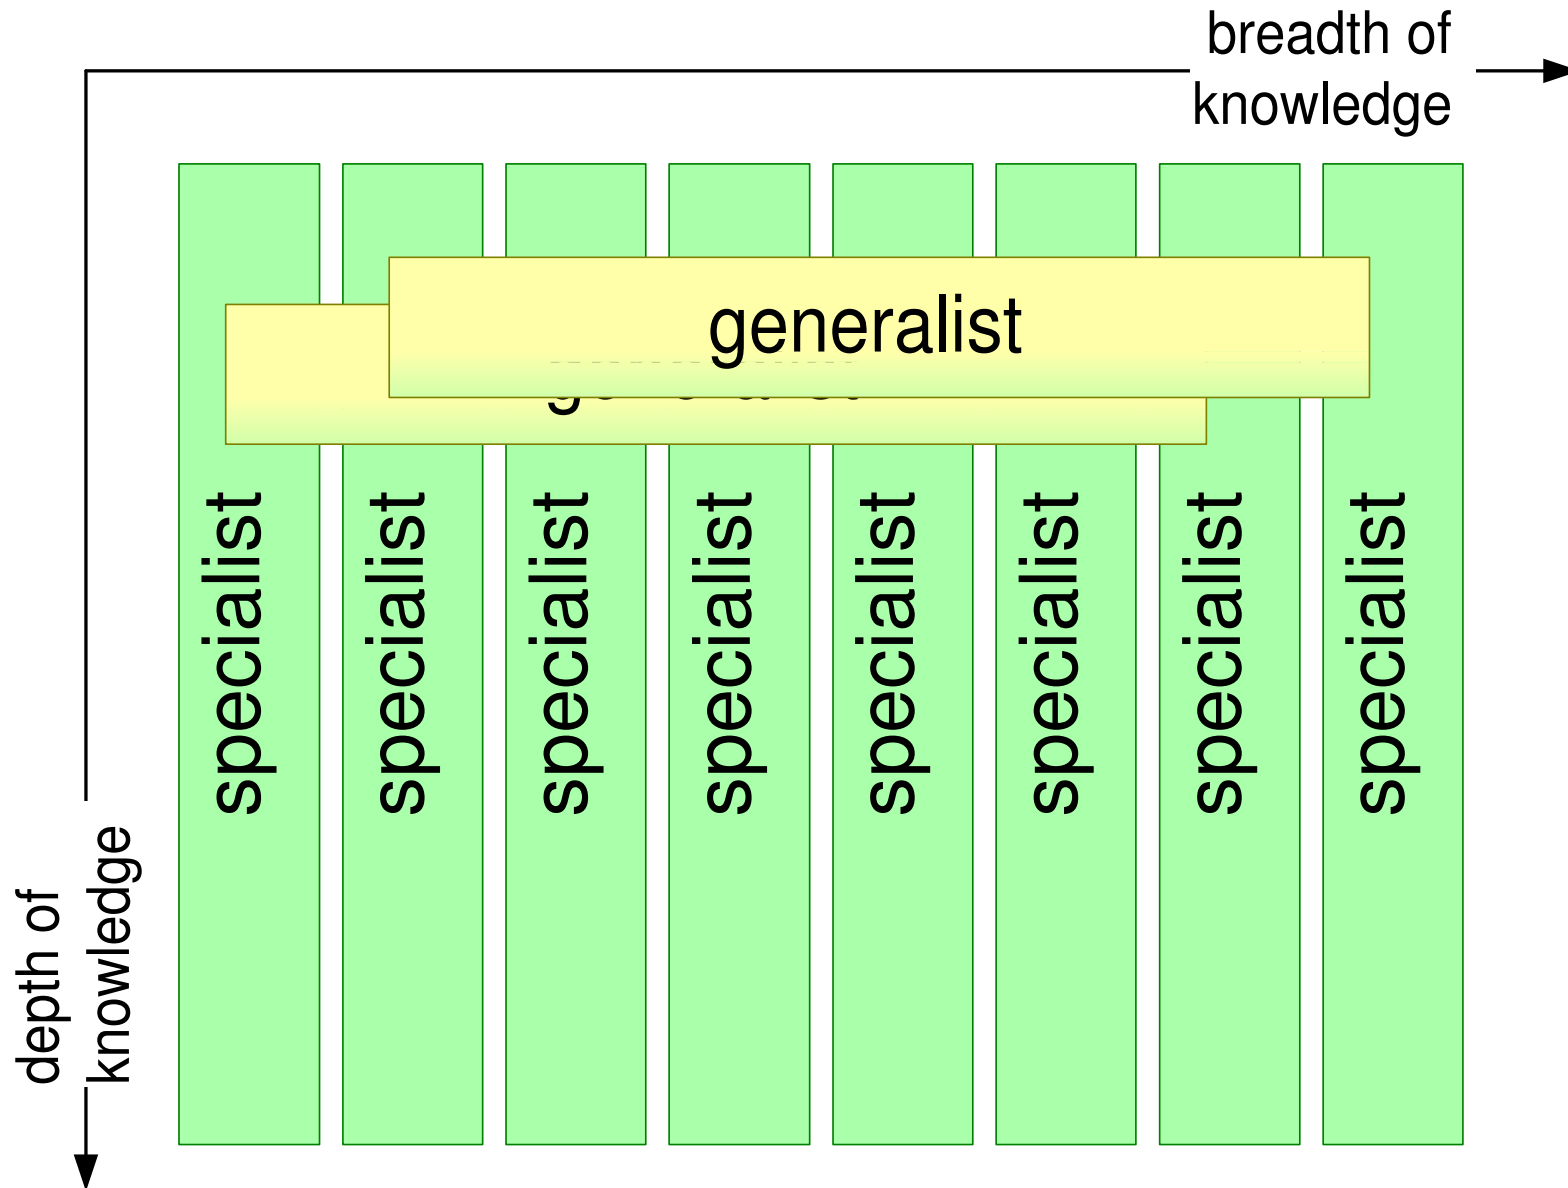 breadth of
knowledge
generalist
specialist
specialist
specialist
specialist
specialist
specialist
specialist
specialist
depth of
knowledge